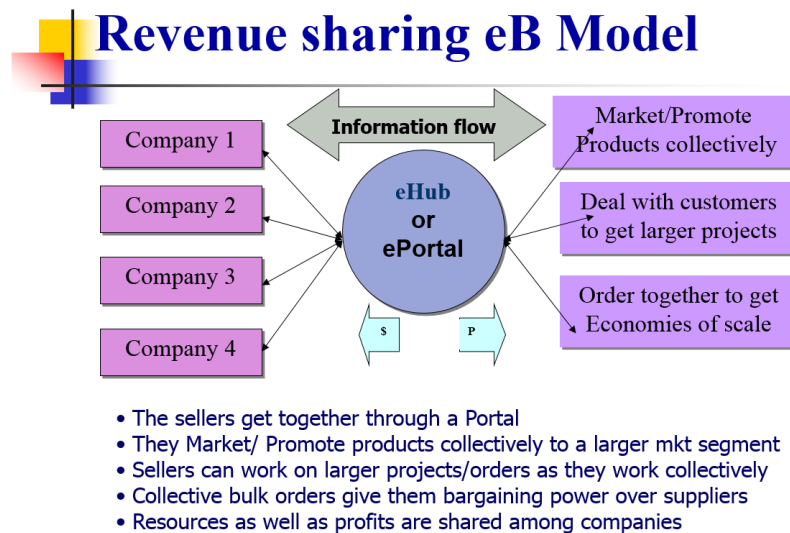 Revenue sharing eB Model
Information flow
Company 1
Company 2
Company 3
Company 4
eHub
or
ePortal
$
P
Market/Promote
Products collectively
Deal with customers
to get larger projects
Order together to get
Economies of scale
• The sellers get together through a Portal
• They Market/ Promote products collectively to a larger mkt segment
• Sellers can work on larger projects/orders as they work collectively
• Collective bulk orders give them bargaining power over suppliers
• Resources as well as profits are shared among companies